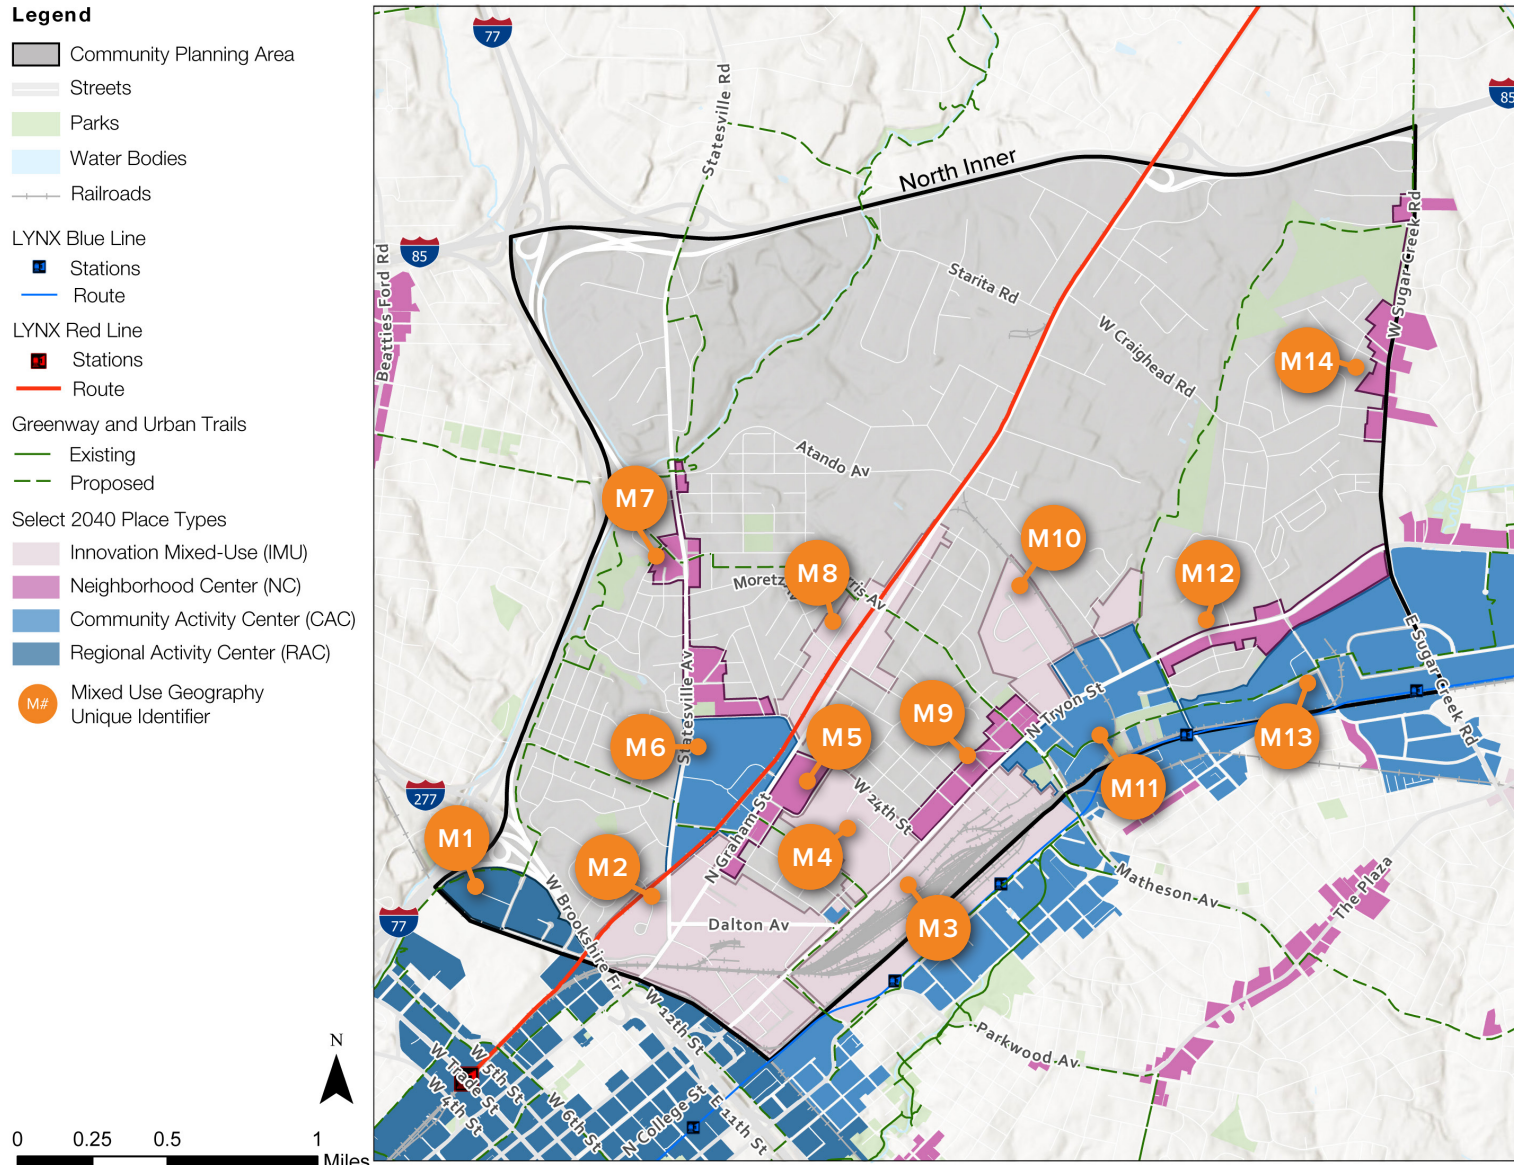 Legend
Community Planning Area
Streets
Parks
Water Bodies
Railroads
LYNX Blue Line
Stations
Route
LYNX Red Line
Stations
Route
Greenway and Urban Trails
Existing
Proposed
Select 2040 Place Types
Innovation Mixed-Use (IMU)
Neighborhood Center (NC)
Community Activity Center (CAC)
Regional Activity Center (RAC)
M#
Mixed Use Geography
Unique Identifier
N
0 0.25 0.5 1
Miles
77
85
85
277
77
Statesville Rd
North Inner
Beatties Ford Rd
Starita Rd
W Craighead Rd
W Sugar Creek Rd
M14
Atando Av
M7
M10
M8
M12
Moretz
Statesville Av
N Tryon St
E Sugar Creek Rd
M9
M6
M5
M13
M11
W 24th St
N Graham St
M1
M2
M4
M3
W Brookshire Fr
Dalton Av
Matheson Av
The Plaza
W 12th St
Parkwood Av
W 5th St
W Trade St
W 4th St
W 6th St
N College St
E 11th St